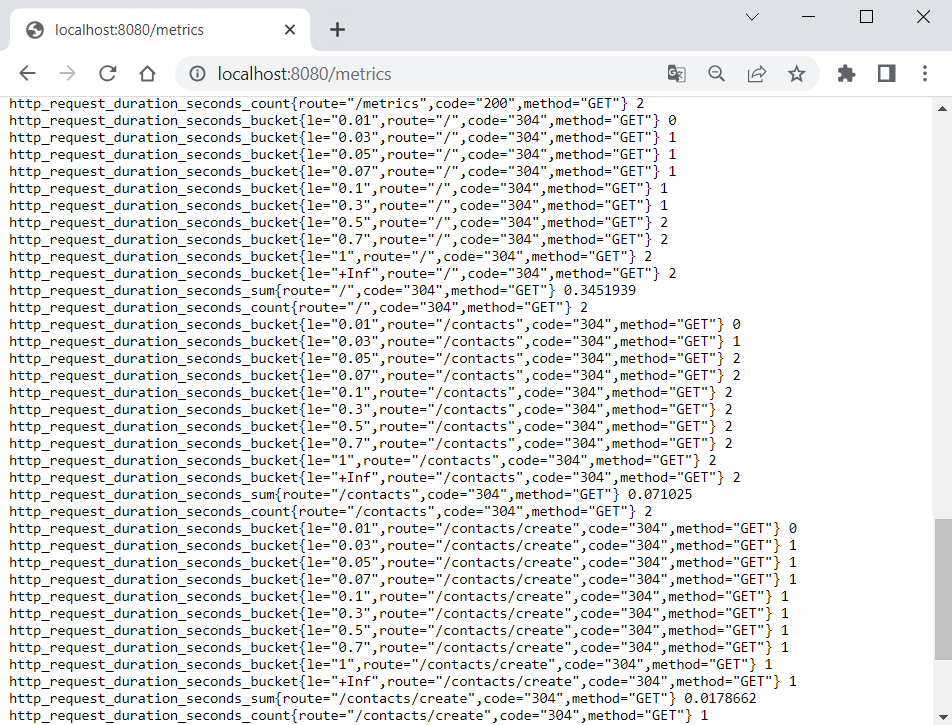 localhost:8080/metrics
localhost:8080/metrics
http_request_duration_seconds_count{route="/metrics",code="200",method="GET"} 2
http_request_duration_seconds_bucket{le="0.01",route="/",code="304",method="GET"} 0
http_request_duration_seconds_bucket{le="0.03",route="/",code="304",method="GET"} 1
http_request_duration_seconds_bucket{le="0.05",route="/",code="304",method="GET"} 1
http_request_duration_seconds_bucket{le="0.07",route="/",code="304",method="GET"} 1
http_request_duration_seconds_bucket{le="0.1",route="/",code="304",method="GET"} 1
http_request_duration_seconds_bucket{le="0.3",route="/",code="304",method="GET"} 1
http_request_duration_seconds_bucket{le="0.5",route="/",code="304",method="GET"} 2
http_request_duration_seconds_bucket{le="0.7",route="/",code="304",method="GET"} 2
http_request_duration_seconds_bucket{le="1",route="/",code="304",method="GET"} 2
http_request_duration_seconds_bucket{le="+Inf",route="/",code="304",method="GET"} 2
http_request_duration_seconds_sum{route="/",code="304",method="GET"} 0.3451939
http_request_duration_seconds_count{route="/",code="304",method="GET"} 2
http_request_duration_seconds_bucket{le="0.01",route="/contacts",code="304",method="GET"} 0
http_request_duration_seconds_bucket{le="0.03",route="/contacts",code="304",method="GET"} 1
http_request_duration_seconds_bucket{le="0.05",route="/contacts",code="304",method="GET"} 2
http_request_duration_seconds_bucket{le="0.07",route="/contacts",code="304",method="GET"} 2
http_request_duration_seconds_bucket{le="0.1",route="/contacts",code="304",method="GET"} 2
http_request_duration_seconds_bucket{le="0.3",route="/contacts",code="304",method="GET"} 2
http_request_duration_seconds_bucket{le="0.5",route="/contacts",code="304",method="GET"} 2
http_request_duration_seconds_bucket{le="0.7",route="/contacts",code="304",method="GET"} 2
http_request_duration_seconds_bucket{le="1",route="/contacts",code="304",method="GET"} 2
http_request_duration_seconds_bucket{le="+Inf",route="/contacts",code="304",method="GET"} 2
http_request_duration_seconds_sum{route="/contacts",code="304",method="GET"} 0.071025
http_request_duration_seconds_count{route="/contacts",code="304",method="GET"} 2
http_request_duration_seconds_bucket{le="0.01",route="/contacts/create",code="304",method="GET"} 0
http_request_duration_seconds_bucket{le="0.03",route="/contacts/create",code="304",method="GET"} 1
http_request_duration_seconds_bucket{le="0.05",route="/contacts/create",code="304",method="GET"} 1
http_request_duration_seconds_bucket{le="0.07",route="/contacts/create",code="304",method="GET"} 1
http_request_duration_seconds_bucket{le="0.1",route="/contacts/create",code="304",method="GET"} 1
http_request_duration_seconds_bucket{le="0.3",route="/contacts/create",code="304",method="GET"} 1
http_request_duration_seconds_bucket{le="0.5",route="/contacts/create",code="304",method="GET"} 1
http_request_duration_seconds_bucket{le="0.7",route="/contacts/create",code="304",method="GET"} 1
http_request_duration_seconds_bucket{le="1",route="/contacts/create",code="304",method="GET"} 1
http_request_duration_seconds_bucket{le="+Inf",route="/contacts/create",code="304",method="GET"} 1
http_request_duration_seconds_sum{route="/contacts/create",code="304",method="GET"} 0.0178662
http_request_duration_seconds_count{route="/contacts/create",code="304",method="GET"} 1